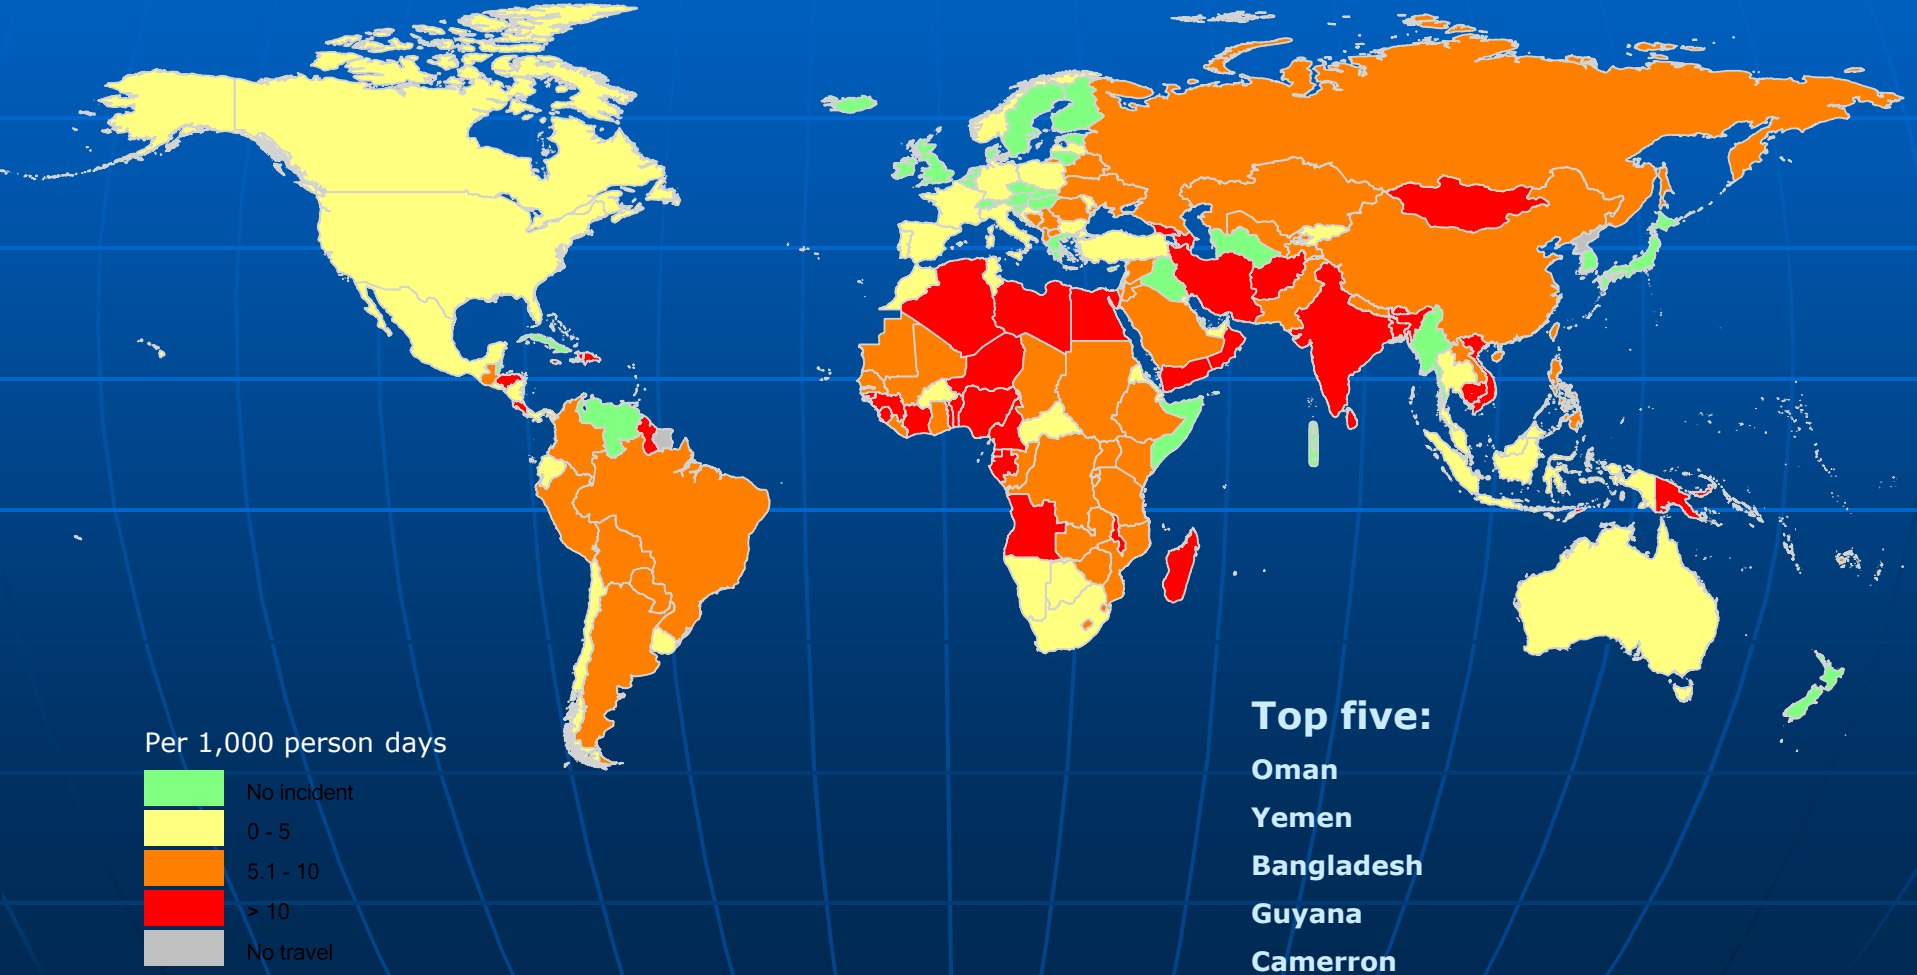 Per 1,000 person days
No incident
0 - 5
5.1 - 10
> 10
No travel
Top five:
Oman
Yemen
Bangladesh
Guyana
Camerron